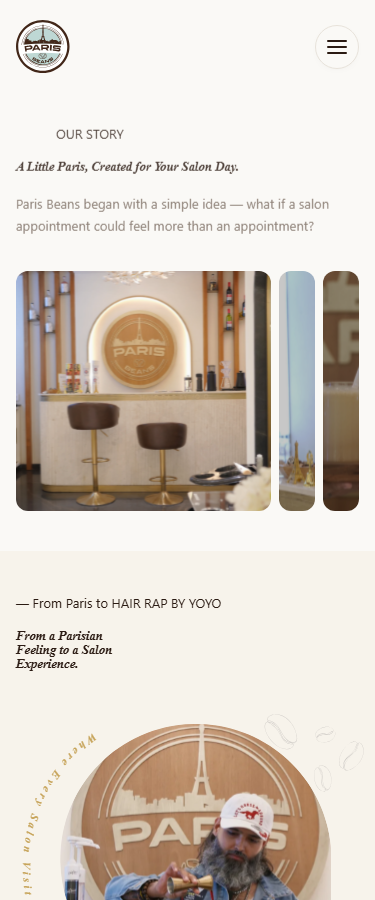 PARIS
BEANS
OUR STORY
A Little Paris, Created for Your Salon Day.
Paris Beans began with a simple idea — what if a salon
appointment could feel more than an appointment?
PARIS
BEANS
— From Paris to HAIR RAP BY YOYO
From a Parisian
Feeling to a Salon
Experience.
Where Every Salon Visit
PARIS